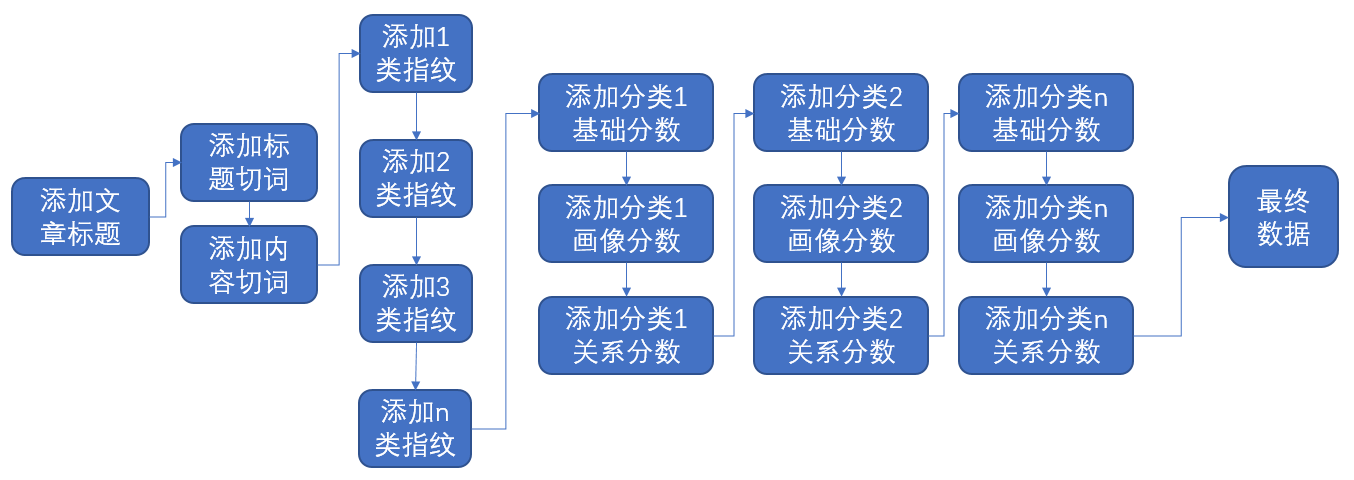 添加文
章标题
添加标
题切词
添加内
容切词
添加1
类指纹
添加2
类指纹
添加3
类指纹
添加n
类指纹
添加分类1
基础分数
添加分类1
画像分数
添加分类1
关系分数
添加分类2
基础分数
添加分类2
画像分数
添加分类2
关系分数
添加分类n
基础分数
添加分类n
画像分数
添加分类n
关系分数
最终
数据